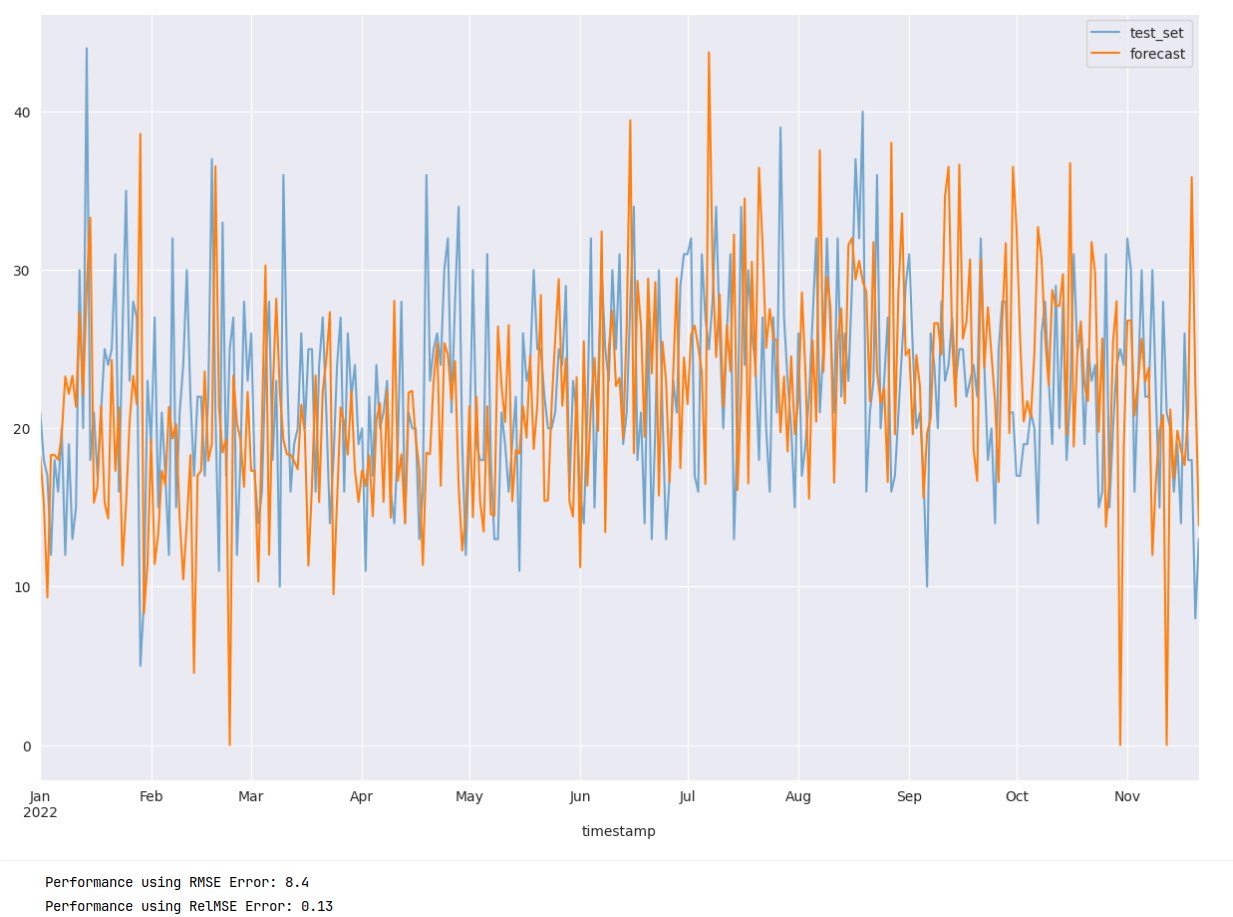 test_set
forecast
40
30
20
10
0
Jan Feb Mar Apr May Jun Jul Aug Sep Oct Nov
2022
timestamp
Performance using RMSE Error: 8.4
Performance using RelMSE Error: 0.13